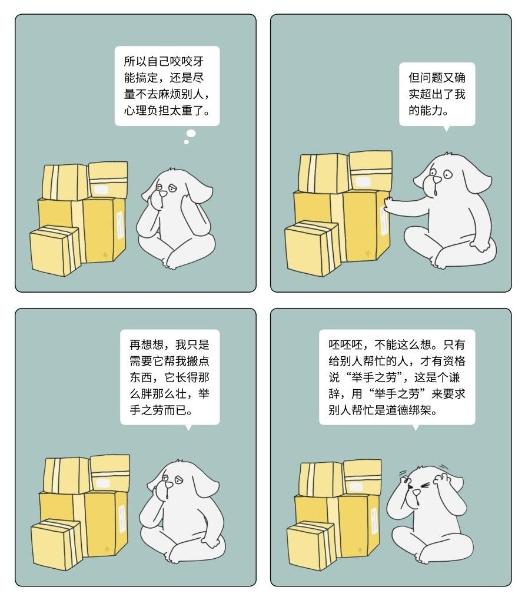 所以自己咬咬牙
能搞定，还是尽
量不去麻烦别人，
心理负担太重了。
但问题又确
实超出了我
的能力。
再想想，我只是
需要它帮我搬点
东西，它长得那
么胖那么壮，举
手之劳而已。
呸呸呸，不能这么想。只有
给别人帮忙的人，才有资格
说“举手之劳”，这是个谦
辞，用“举手之劳”来要求
别人帮忙是道德绑架。